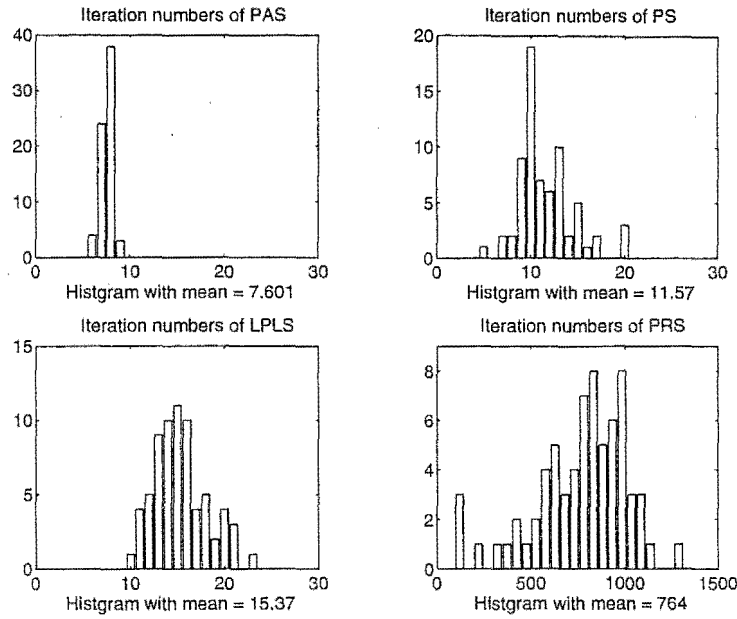 Iteration numbers of PAS
40
30
20
10
0
0 10 20 30
Histgram with mean = 7.601
Iteration numbers of PS
20
15
10
5
0
0 10 20 30
Histgram with mean = 11.57
Iteration numbers of LPLS
15
10
5
0
0 10 20 30
Histgram with mean = 15.37
Iteration numbers of PRS
8
6
4
2
0
0 500 1000 1500
Histgram with mean = 764